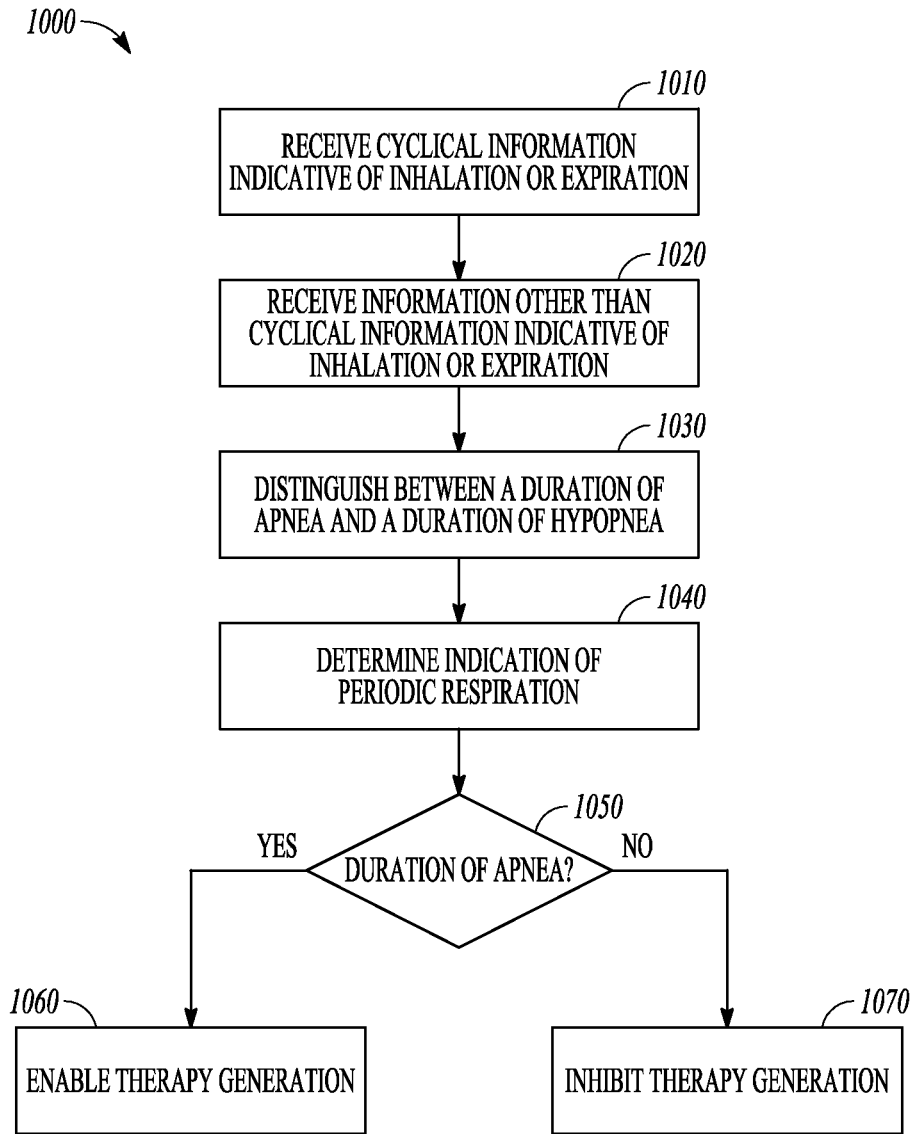 1000
1010
RECEIVE CYCLICAL INFORMATION
INDICATIVE OF INHALATION OR EXPIRATION
1020
RECEIVE INFORMATION OTHER THAN
CYCLICAL INFORMATION INDICATIVE OF
INHALATION OR EXPIRATION
1030
DISTINGUISH BETWEEN A DURATION OF
APNEA AND A DURATION OF HYPOPNEA
1040
DETERMINE INDICATION OF
PERIODIC RESPIRATION
1050
YES
DURATION OF APNEA?
NO
1060
ENABLE THERAPY GENERATION
1070
INHIBIT THERAPY GENERATION